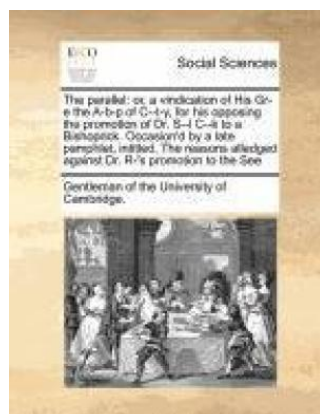 ECCO
Social Sciences
The parallel: or, a vindication of His Gr-
e the A-b-p of C--t-y, for his opposing
the promotion of Dr. S--l C--k to a
Bishoprick. Occasion'd by a late
pamphlet, intitled, The reasons alledged
against Dr. R-'s promotion to the See
Gentleman of the University of
Cambridge.